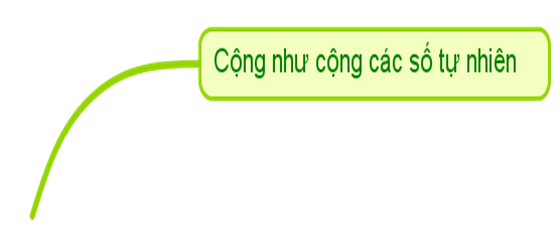 Cộng như cộng các số tự nhiên